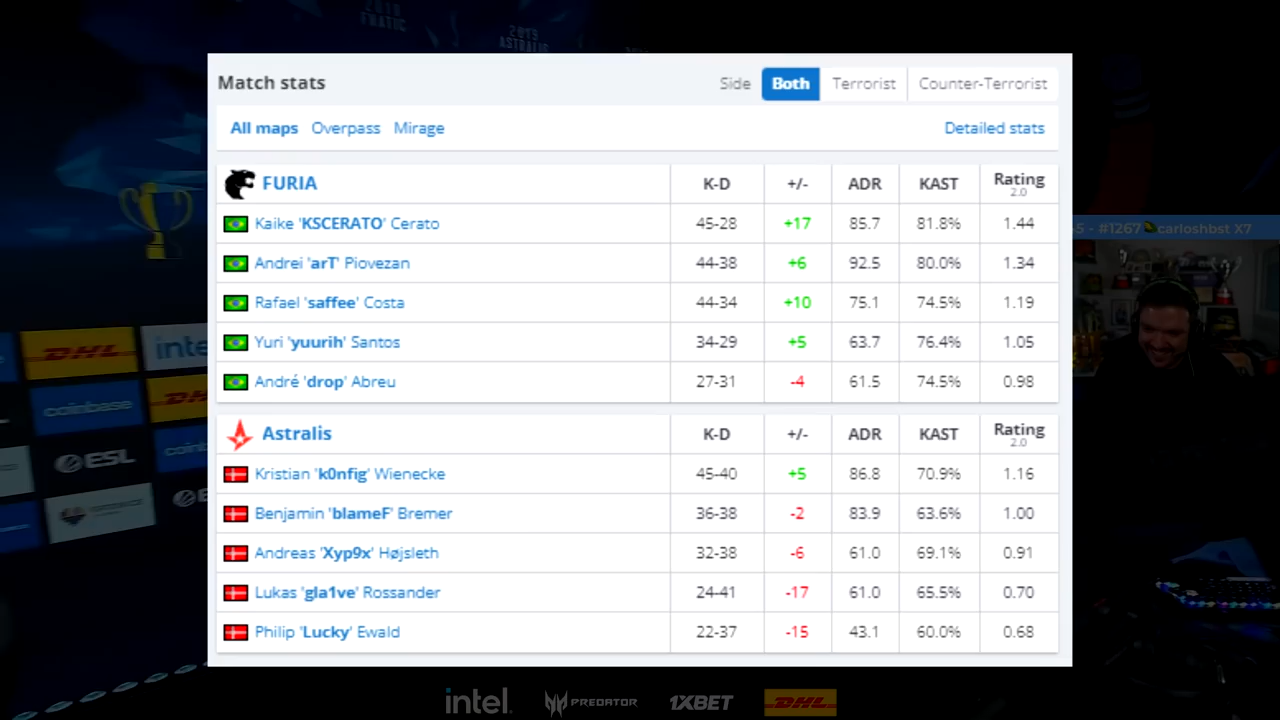 2018
FNATIC
2019
ASTRALIS
Match stats
Side Both Terrorist Counter-Terrorist
All maps Overpass Mirage
Detailed stats
FURIA K-D +/- ADR KAST Rating 2.0
Kaike 'KSCERATO' Cerato 45-28 +17 85.7 81.8% 1.44
Andrei 'arT' Piovezan 44-38 +6 92.5 80.0% 1.34
Rafael 'saffee' Costa 44-34 +10 75.1 74.5% 1.19
Yuri 'yuurih' Santos 34-29 +5 63.7 76.4% 1.05
André 'drop' Abreu 27-31 -4 61.5 74.5% 0.98
Astralis K-D +/- ADR KAST Rating 2.0
Kristian 'k0nfig' Wienecke 45-40 +5 86.8 70.9% 1.16
Benjamin 'blameF' Bremer 36-38 -2 83.9 63.6% 1.00
Andreas 'Xyp9x' Højsleth 32-38 -6 61.0 69.1% 0.91
Lukas 'gla1ve' Rossander 24-41 -17 61.0 65.5% 0.70
Philip 'Lucky' Ewald 22-37 -15 43.1 60.0% 0.68
5 - #1267 carloshbst X7
DHL
inte
coinbase
DH
ESL
coinb
intel. PREDATOR 1XBET DHL